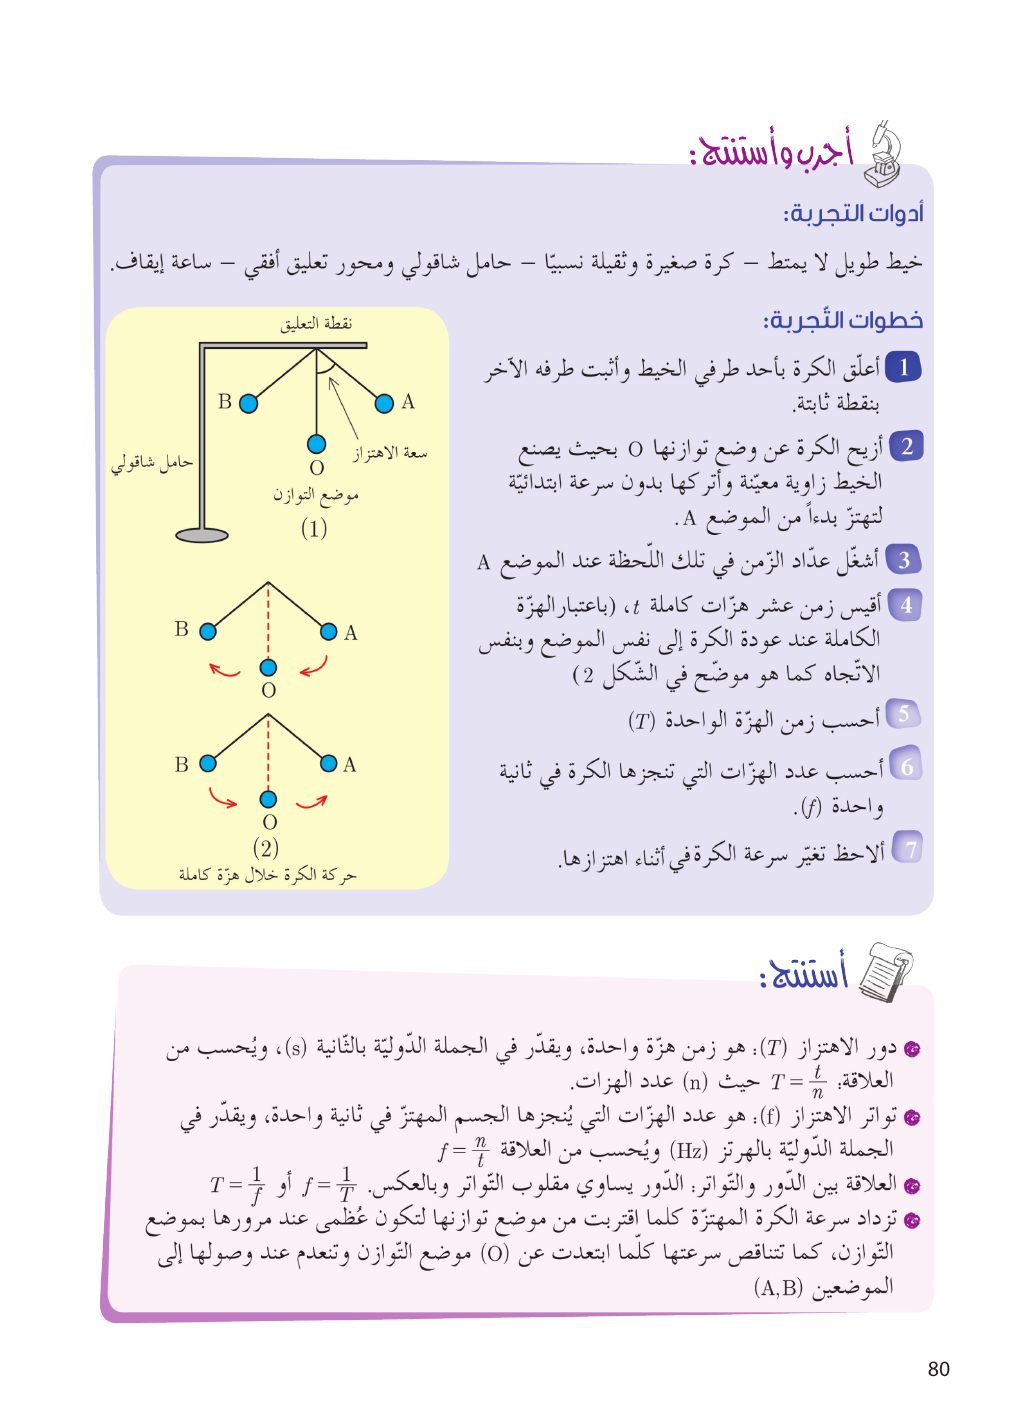 أجرب وأستنتج:
أدوات التجربة:
خيط طويل لا يمتط – كرة صغيرة وثقيلة نسبيّا – حامل شاقولي ومحور تعليق أفقي – ساعة إيقاف.
خطوات التّجربة:
1 أعلّق الكرة بأحد طرفي الخيط وأثبت طرفه الآخر
بنقطة ثابتة.
2 أزيح الكرة عن وضع توازنها O بحيث يصنع
الخيط زاوية معيّنة وأتركها بدون سرعة ابتدائيّة
لتهتزّ بدءاً من الموضع A.
3 أشغّل عدّاد الزّمن في تلك اللّحظة عند الموضع A
4 أقيس زمن عشر هزّات كاملة t، (باعتبارالهزّة
الكاملة عند عودة الكرة إلى نفس الموضع وبنفس
الاتّجاه كما هو موضّح في الشّكل 2)
5 أحسب زمن الهزّة الواحدة (T)
6 أحسب عدد الهزّات التي تنجزها الكرة في ثانية
واحدة (f).
7 ألاحظ تغيّر سرعة الكرة في أثناء اهتزازها.
نقطة التعليق
B
A
سعة الاهتزاز
حامل شاقولي
O
موضع التوازن
(1)
B
A
O
B
A
O
(2)
حركة الكرة خلال هزّة كاملة
أستنتج:
دور الاهتزاز (T): هو زمن هزّة واحدة، ويقدّر في الجملة الدّوليّة بالثّانية (s)، ويُحسب من
العلاقة: T = t/n حيث (n) عدد الهزات.
تواتر الاهتزاز (f): هو عدد الهزّات التي يُنجزها الجسم المهتزّ في ثانية واحدة، ويقدّر في
الجملة الدّوليّة بالهرتز (Hz) ويُحسب من العلاقة f = n/t
العلاقة بين الدّور والتّواتر: الدّور يساوي مقلوب التّواتر وبالعكس. f = 1/T أو T = 1/f
تزداد سرعة الكرة المهتزّة كلما اقتربت من موضع توازنها لتكون عُظمى عند مرورها بموضع
التّوازن، كما تتناقص سرعتها كلّما ابتعدت عن (O) موضع التّوازن وتنعدم عند وصولها إلى
الموضعين (A,B)
80